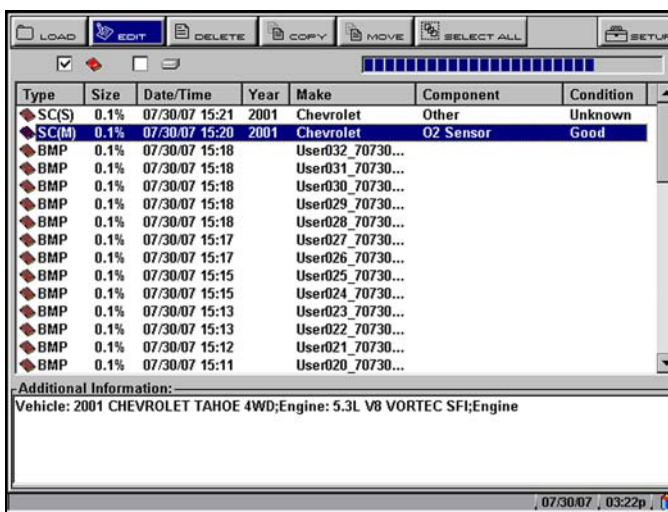 LOAD EDIT DELETE COPY MOVE SELECT ALL SETUP
Type Size Date/Time Year Make Component Condition
SC(S) 0.1% 07/30/07 15:21 2001 Chevrolet Other Unknown
SC(M) 0.1% 07/30/07 15:20 2001 Chevrolet O2 Sensor Good
BMP 0.1% 07/30/07 15:18 User032_70730...
BMP 0.1% 07/30/07 15:18 User031_70730...
BMP 0.1% 07/30/07 15:18 User030_70730...
BMP 0.1% 07/30/07 15:18 User029_70730...
BMP 0.1% 07/30/07 15:18 User028_70730...
BMP 0.1% 07/30/07 15:17 User027_70730...
BMP 0.1% 07/30/07 15:17 User026_70730...
BMP 0.1% 07/30/07 15:15 User025_70730...
BMP 0.1% 07/30/07 15:15 User024_70730...
BMP 0.1% 07/30/07 15:13 User023_70730...
BMP 0.1% 07/30/07 15:13 User022_70730...
BMP 0.1% 07/30/07 15:12 User021_70730...
BMP 0.1% 07/30/07 15:11 User020_70730...
Additional Information:
Vehicle: 2001 CHEVROLET TAHOE 4WD;Engine: 5.3L V8 VORTEC SFI;Engine
07/30/07 03:22p